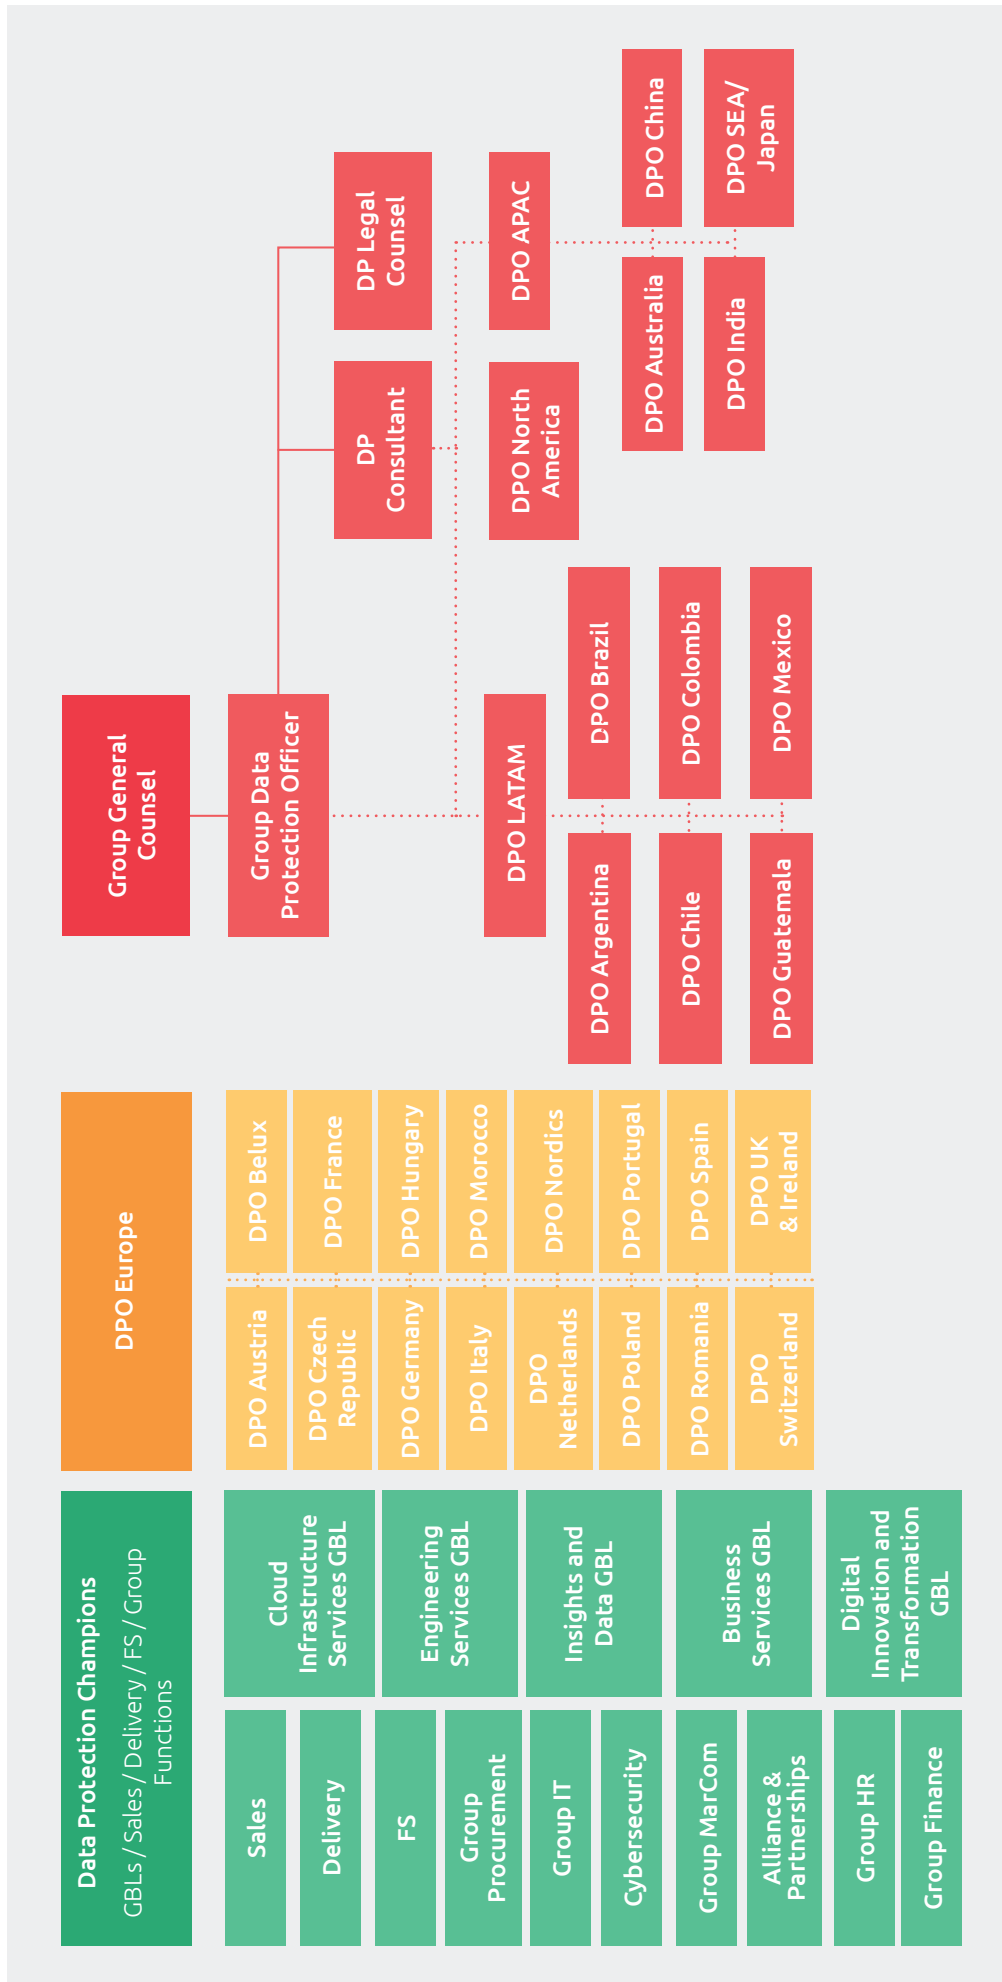 Data Protection Champions
GBLs / Sales / Delivery / FS / Group
Functions
Sales
Delivery
FS
Group
Procurement
Group IT
Cybersecurity
Group MarCom
Alliance &
Partnerships
Group HR
Group Finance
Cloud
Infrastructure
Services GBL
Engineering
Services GBL
Insights and
Data GBL
Business
Services GBL
Digital
Innovation and
Transformation
GBL
DPO Europe
DPO Austria
DPO Belux
DPO Czech
Republic
DPO France
DPO Germany
DPO Hungary
DPO Italy
DPO Morocco
DPO
Netherlands
DPO Nordics
DPO Poland
DPO Portugal
DPO Romania
DPO Spain
DPO
Switzerland
DPO UK
& Ireland
Group General
Counsel
Group Data
Protection Officer
DP
Consultant
DP Legal
Counsel
DPO LATAM
DPO North
America
DPO APAC
DPO Argentina
DPO Brazil
DPO Chile
DPO Colombia
DPO Guatemala
DPO Mexico
DPO Australia
DPO China
DPO India
DPO SEA/
Japan